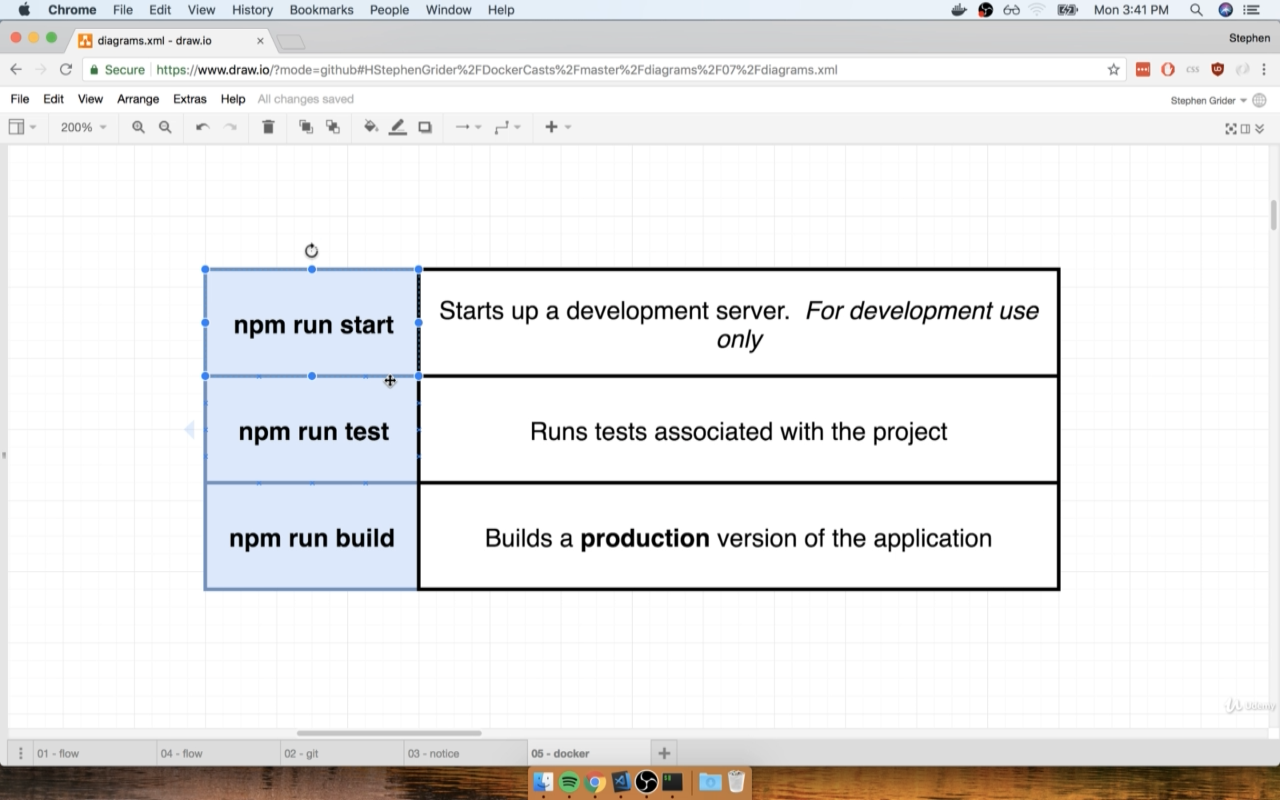 Chrome File Edit View History Bookmarks People Window Help Mon 3:41 PM
diagrams.xml - draw.io Stephen
Secure https://www.draw.io/?mode=github#HStephenGrider%2FDockerCasts%2Fmaster%2Fdiagrams%2F07%2Fdiagrams.xml css
File Edit View Arrange Extras Help All changes saved Stephen Grider
200%
npm run start
Starts up a development server. For development use
only
npm run test
Runs tests associated with the project
npm run build
Builds a production version of the application
Udemy
01 - flow 04 - flow 02 - git 03 - notice 05 - docker